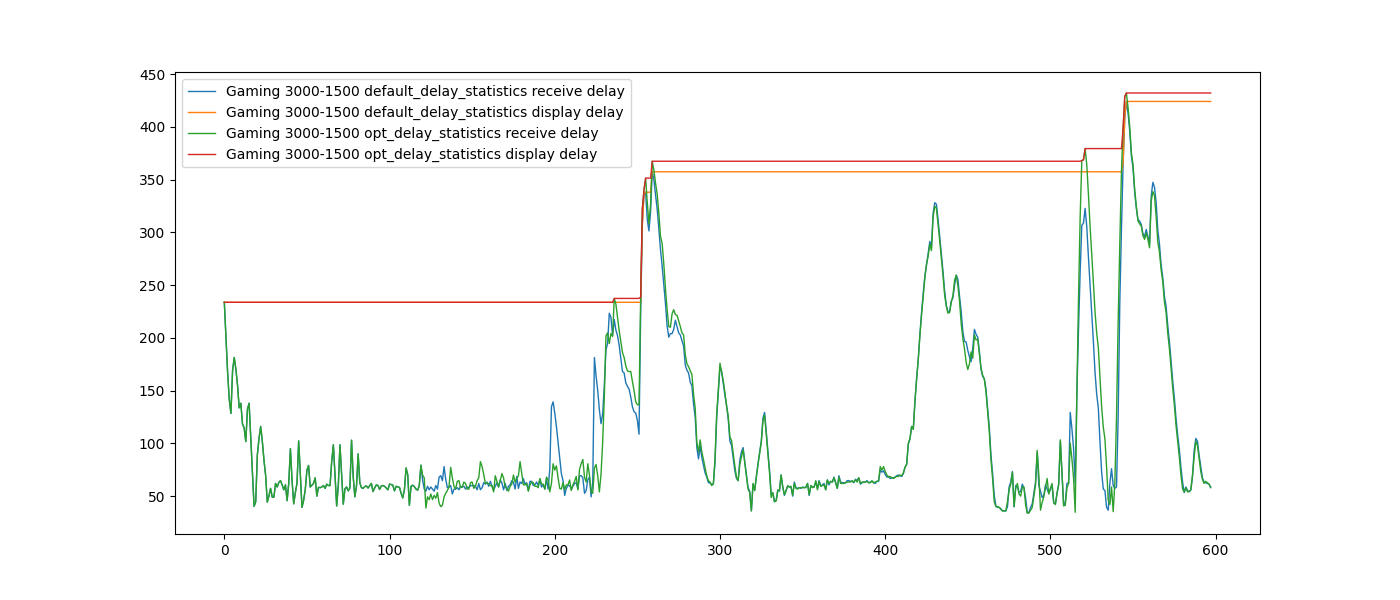 450
400
350
300
250
200
150
100
50
Gaming 3000-1500 default_delay_statistics receive delay
Gaming 3000-1500 default_delay_statistics display delay
Gaming 3000-1500 opt_delay_statistics receive delay
Gaming 3000-1500 opt_delay_statistics display delay
0 100 200 300 400 500 600